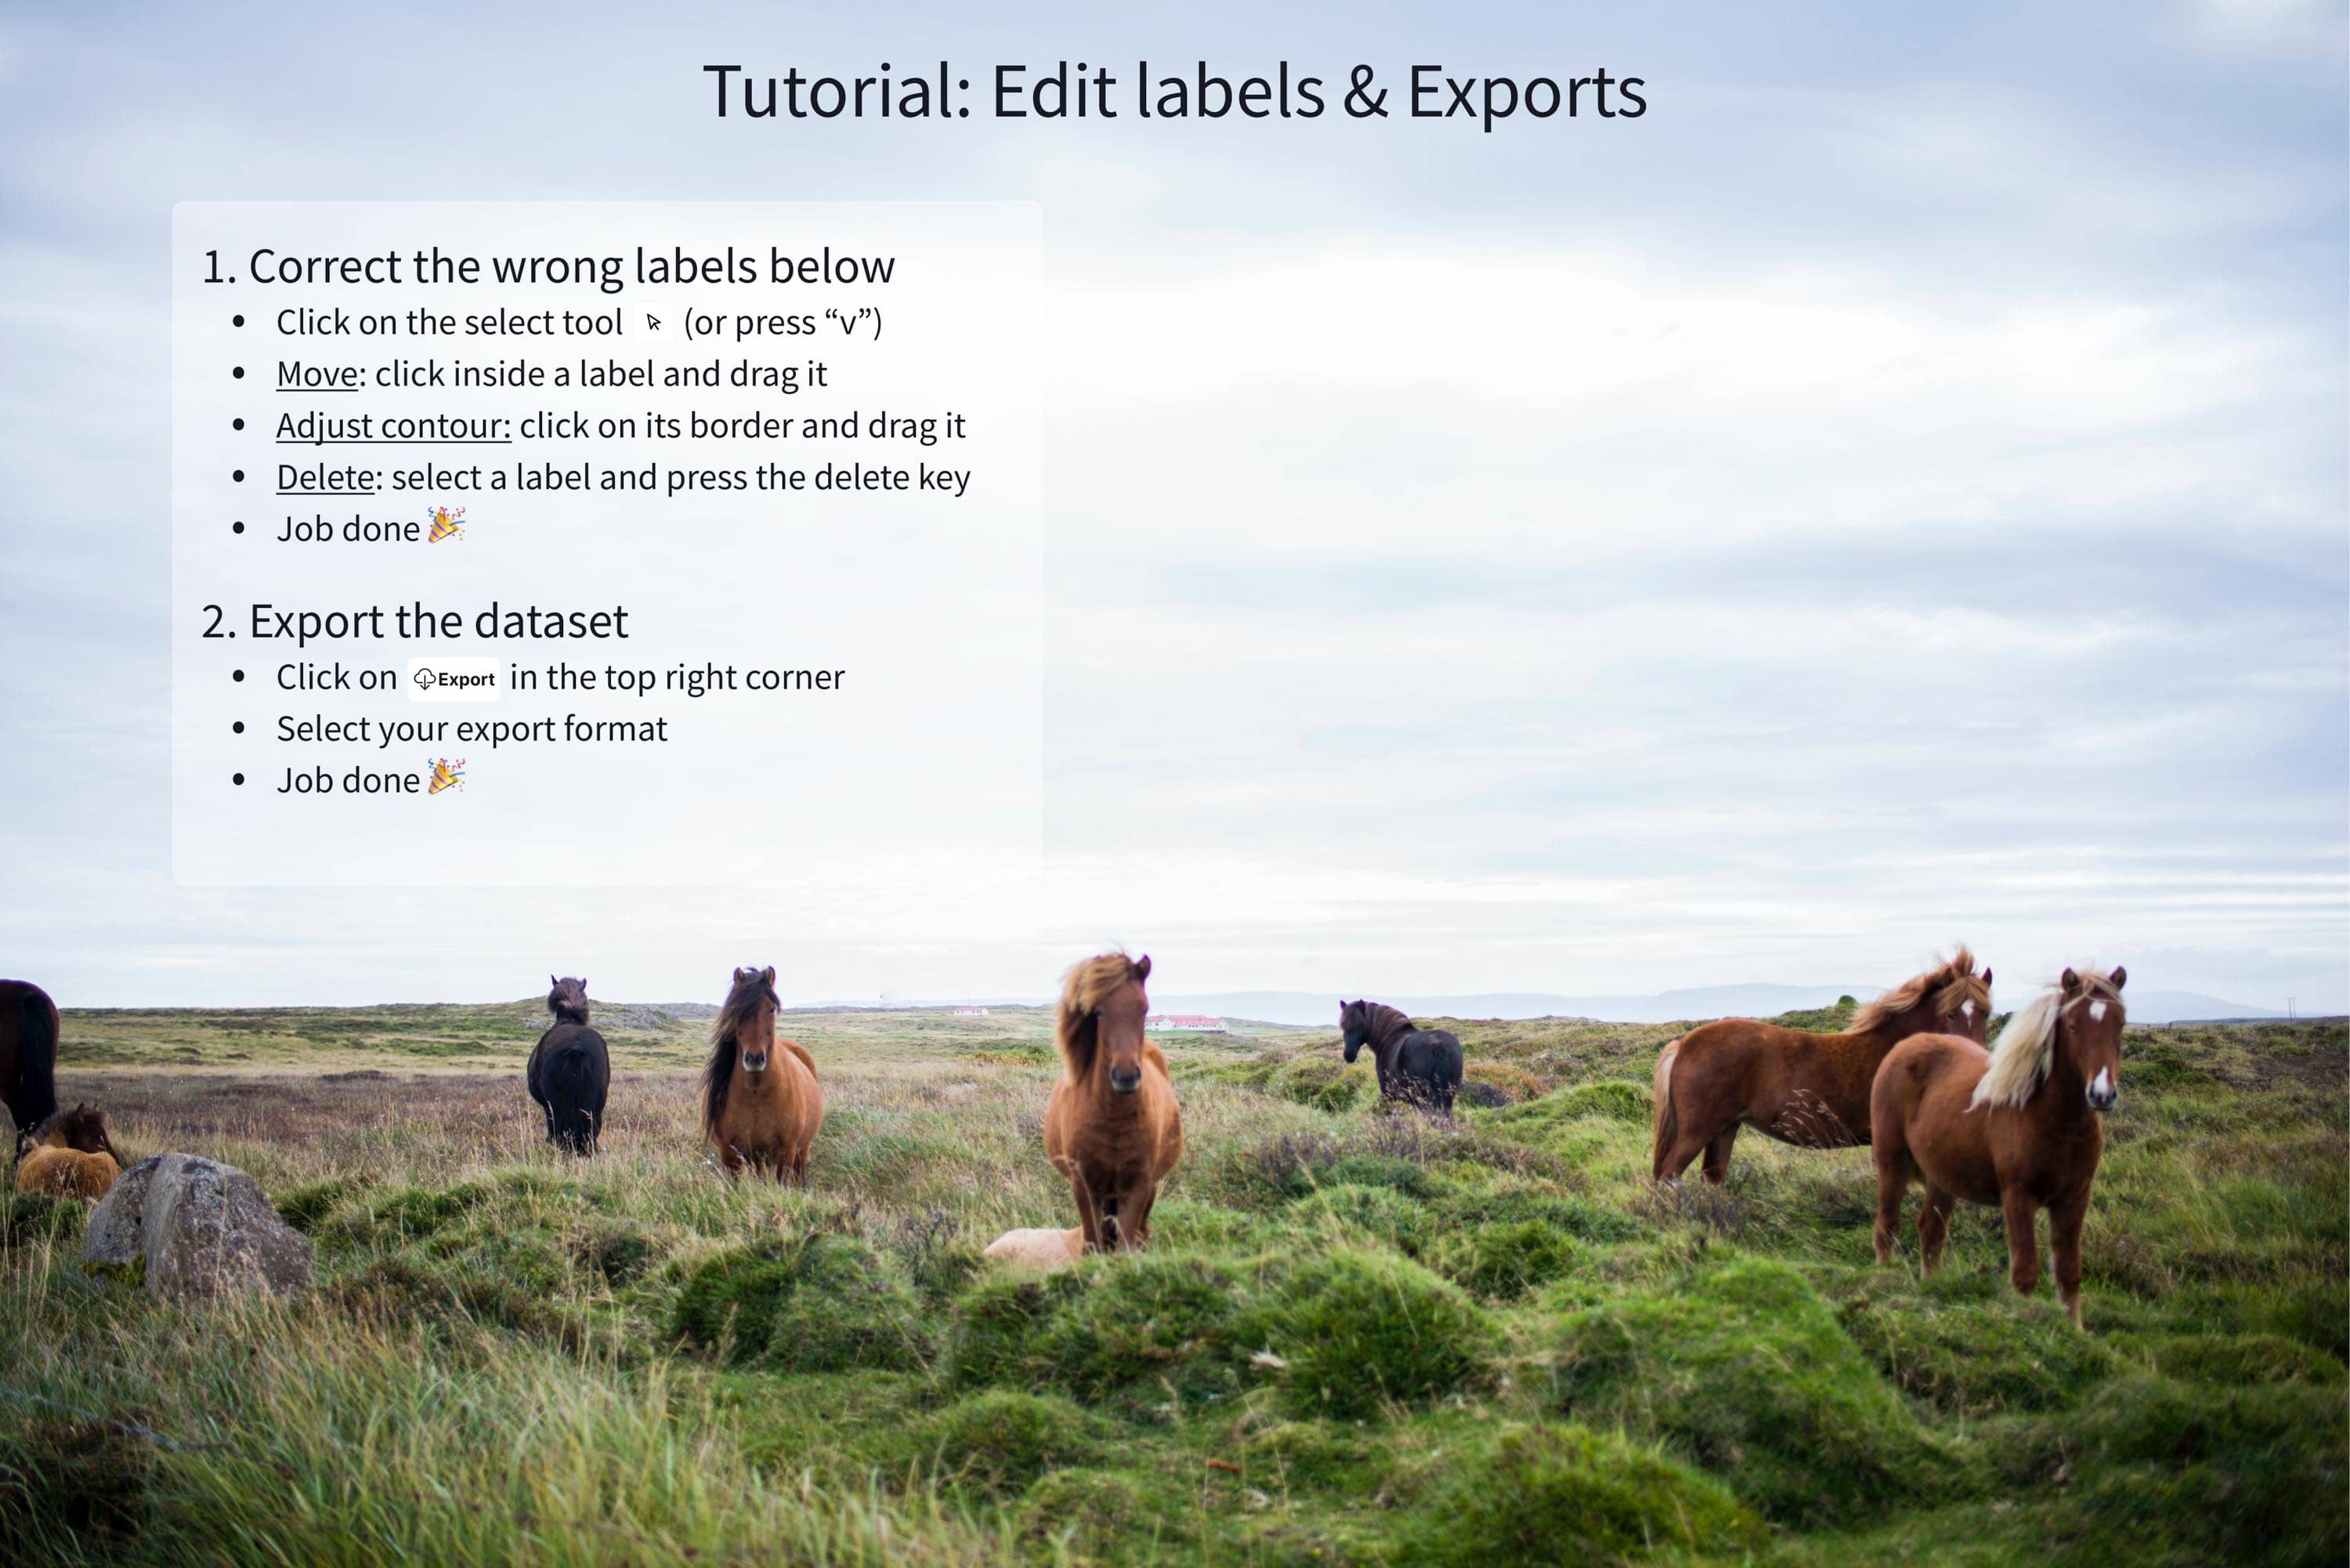 Tutorial: Edit labels & Exports
1. Correct the wrong labels below
• Click on the select tool (or press “v”)
• Move: click inside a label and drag it
• Adjust contour: click on its border and drag it
• Delete: select a label and press the delete key
• Job done 🎉
2. Export the dataset
• Click on Export in the top right corner
• Select your export format
• Job done 🎉